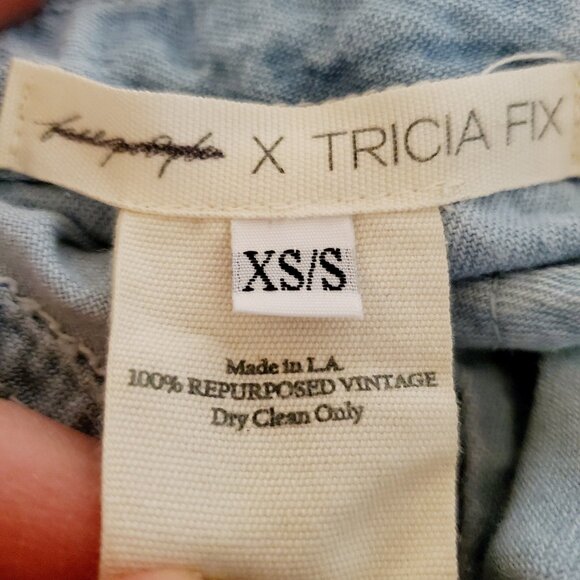 X TRICIA FIX
XS/S
Made in L.A.
100% REPURPOSED VINTAGE
Dry Clean Only